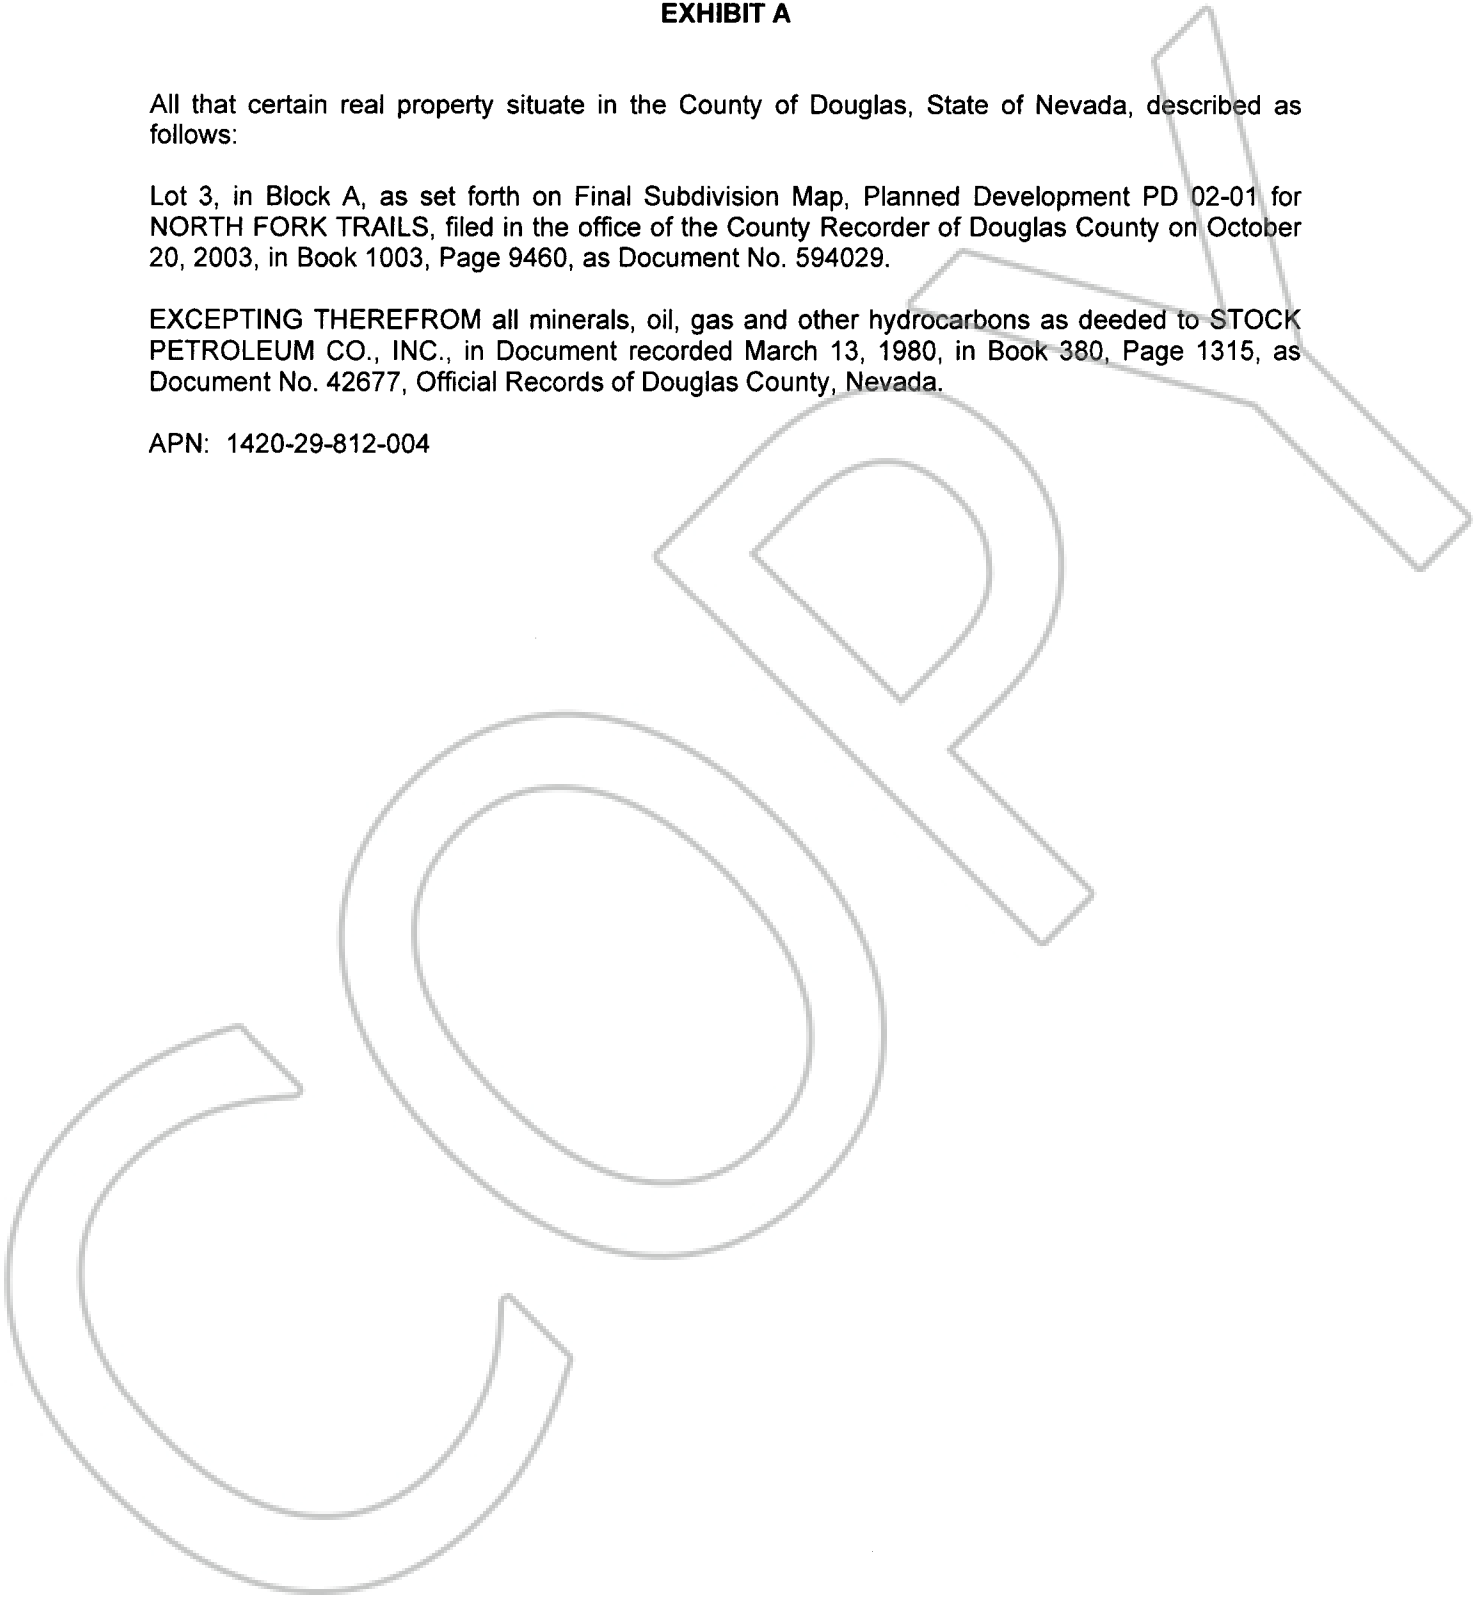 EXHIBIT A
All that certain real property situate in the County of Douglas, State of Nevada, described as
follows:
Lot 3, in Block A, as set forth on Final Subdivision Map, Planned Development PD 02-01 for
NORTH FORK TRAILS, filed in the office of the County Recorder of Douglas County on October
20, 2003, in Book 1003, Page 9460, as Document No. 594029.
EXCEPTING THEREFROM all minerals, oil, gas and other hydrocarbons as deeded to STOCK
PETROLEUM CO., INC., in Document recorded March 13, 1980, in Book 380, Page 1315, as
Document No. 42677, Official Records of Douglas County, Nevada.
APN: 1420-29-812-004
COPY